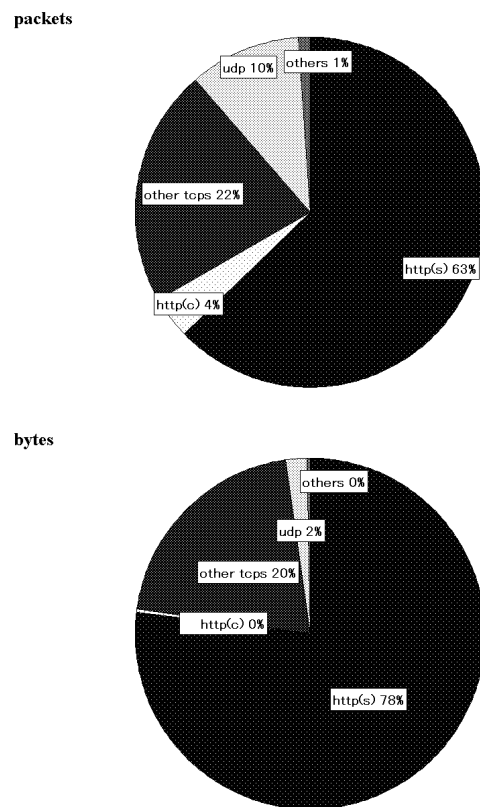 packets
udp 10%
others 1%
other tcps 22%
http(s) 63%
http(c) 4%
bytes
others 0%
udp 2%
other tcps 20%
http(c) 0%
http(s) 78%